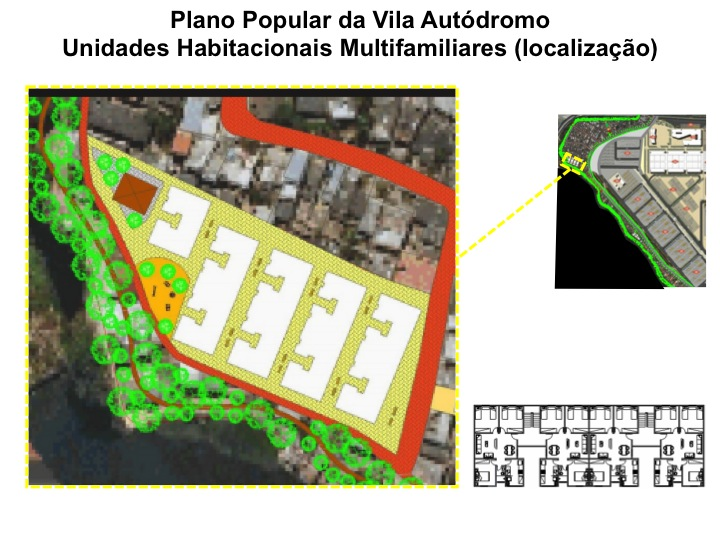 Plano Popular da Vila Autódromo
Unidades Habitacionais Multifamiliares (localização)